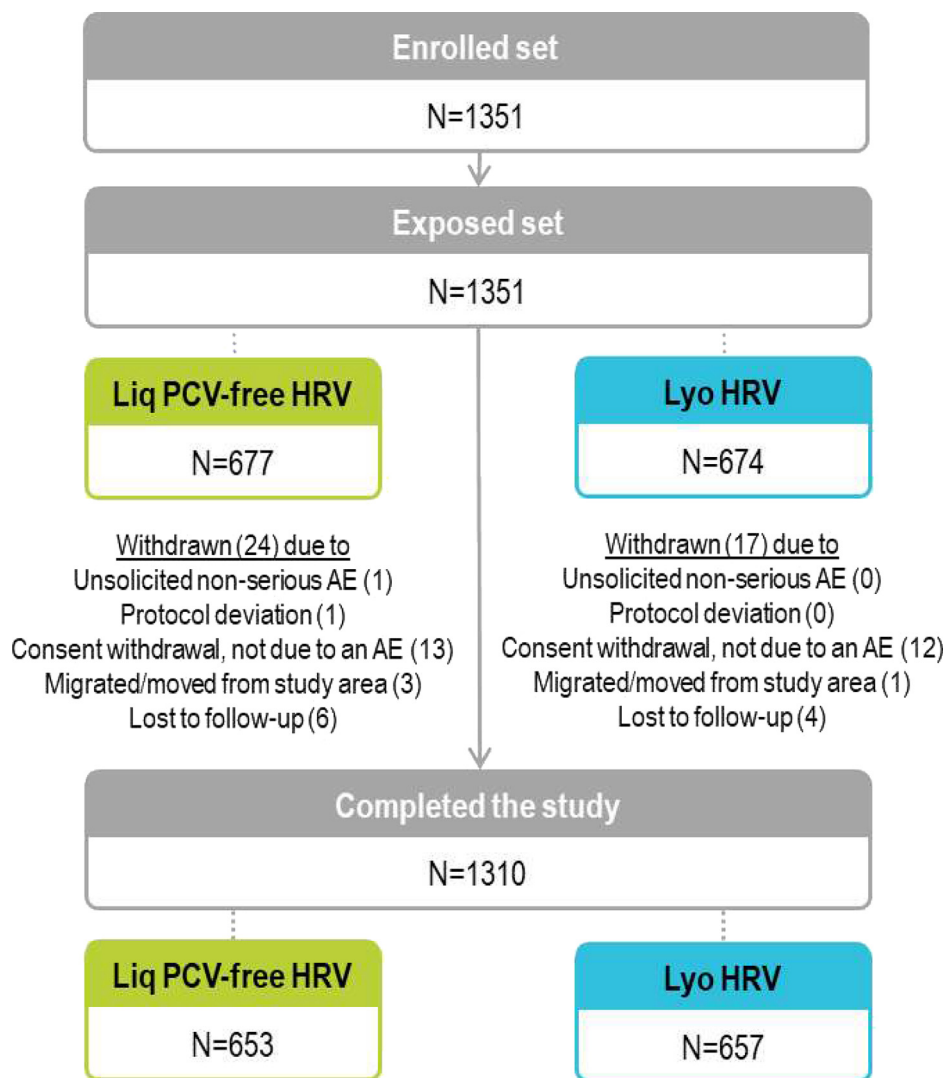 Enrolled set
N=1351
Exposed set
N=1351
Liq PCV-free HRV
N=677
Lyo HRV
N=674
Withdrawn (24) due to
Unsolicited non-serious AE (1)
Protocol deviation (1)
Consent withdrawal, not due to an AE (13)
Migrated/moved from study area (3)
Lost to follow-up (6)
Withdrawn (17) due to
Unsolicited non-serious AE (0)
Protocol deviation (0)
Consent withdrawal, not due to an AE (12)
Migrated/moved from study area (1)
Lost to follow-up (4)
Completed the study
N=1310
Liq PCV-free HRV
N=653
Lyo HRV
N=657